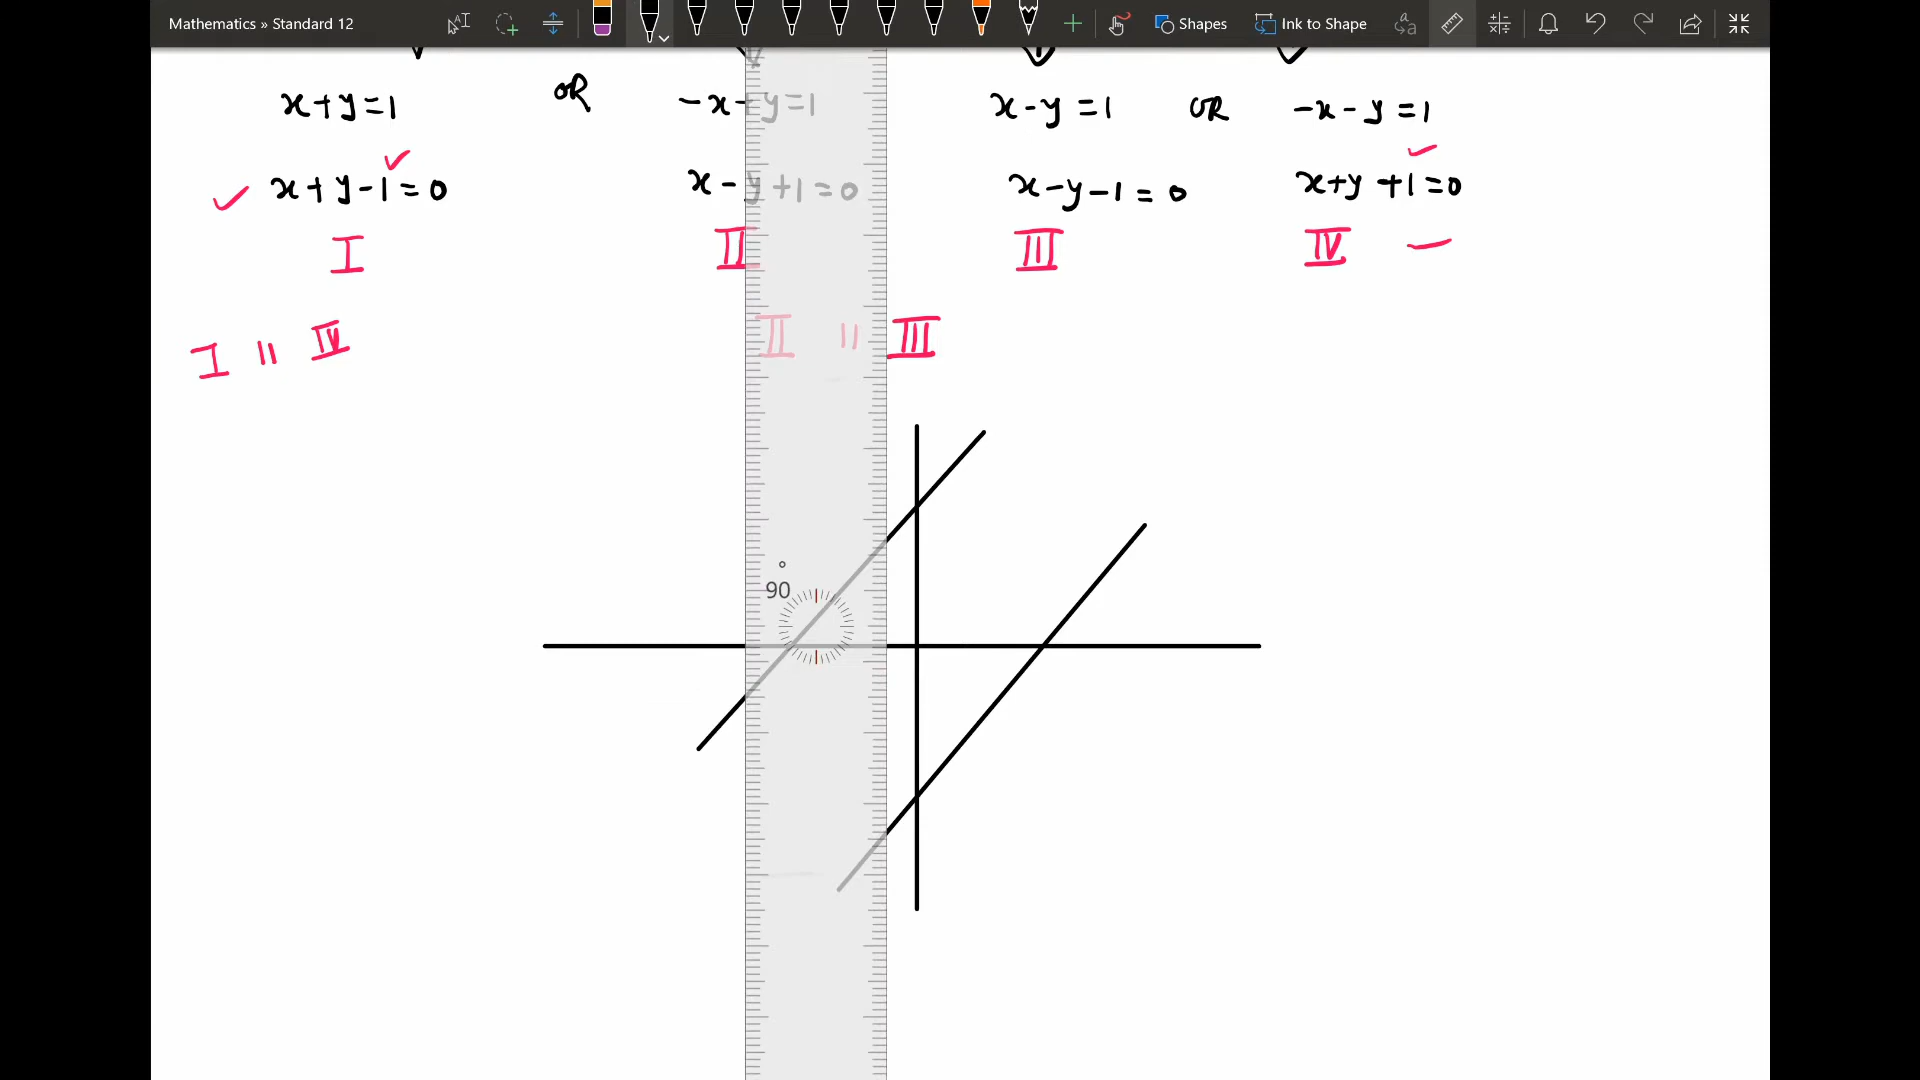 Mathematics » Standard 12 Shapes Ink to Shape
x+y=1 OR -x+y=1 x-y=1 OR -x-y=1
x+y-1=0 x-y+1=0 x-y-1=0 x+y+1=0
I II III IV
I || IV II || III
90°